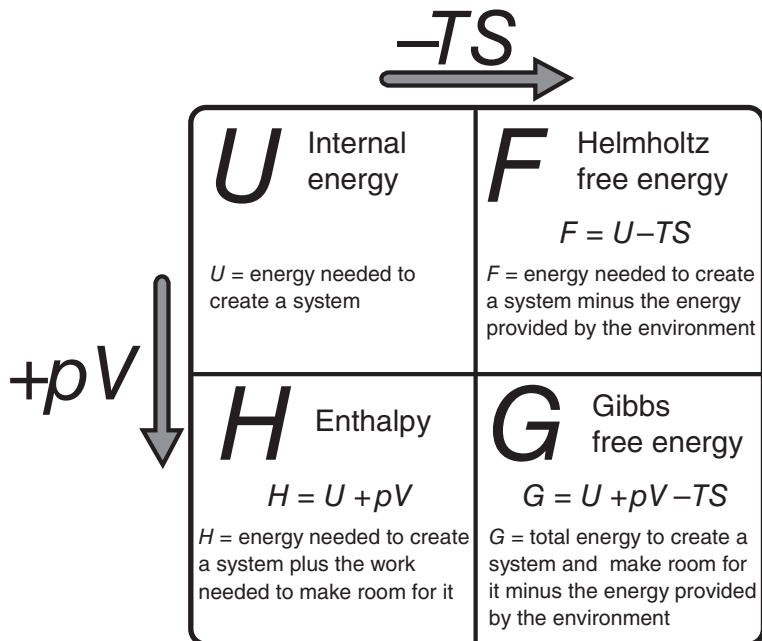 –TS
U Internal
energy
U = energy needed to
create a system
F Helmholtz
free energy
F = U–TS
F = energy needed to create
a system minus the energy
provided by the environment
+pV
H Enthalpy
H = U +pV
H = energy needed to create
a system plus the work
needed to make room for it
G Gibbs
free energy
G = U +pV –TS
G = total energy to create a
system and make room for
it minus the energy provided
by the environment